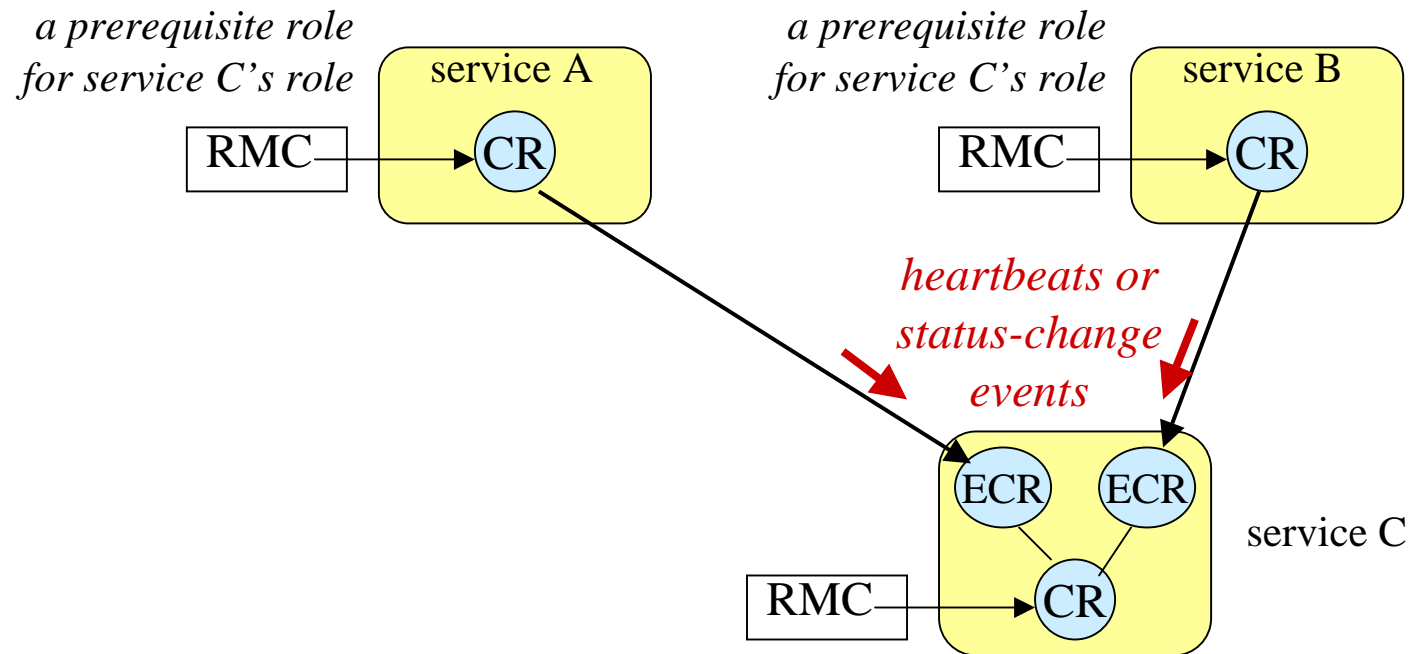 a prerequisite role
for service C’s role
service A
RMC
CR
a prerequisite role
for service C’s role
service B
RMC
CR
heartbeats or
status-change
events
ECR
ECR
service C
RMC
CR